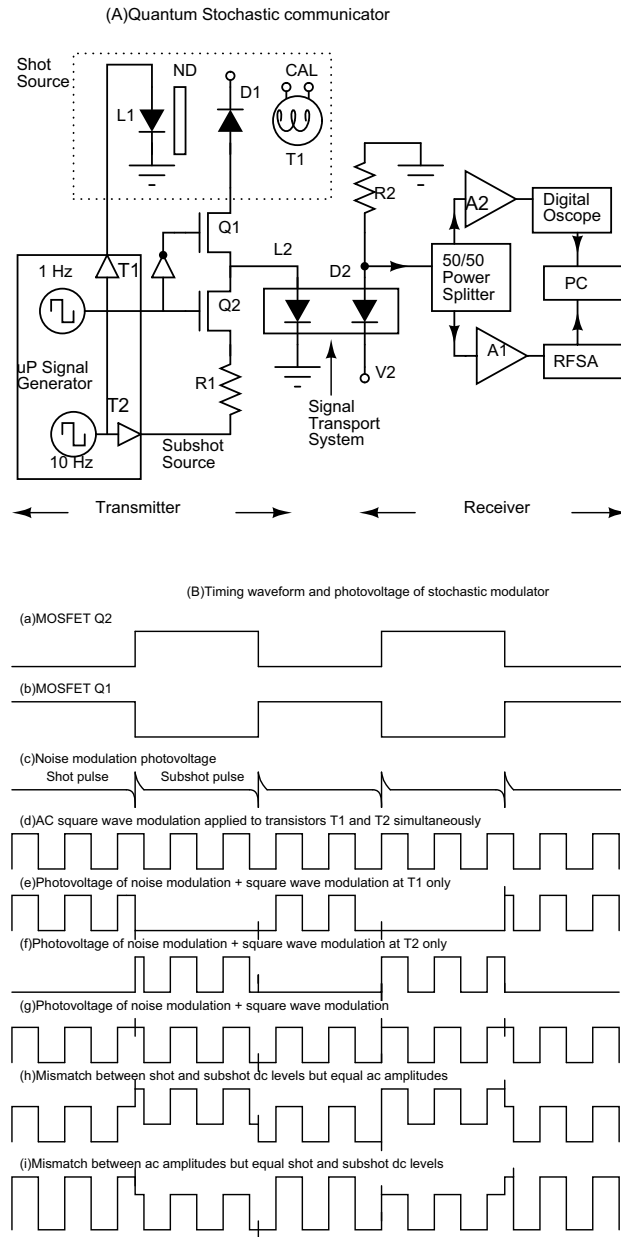 (A)Quantum Stochastic communicator
Shot
Source
ND
L1
D1
CAL
T1
R2
A2
Digital
Oscope
Q1
L2
D2
50/50
Power
Splitter
PC
1 Hz
T1
Q2
A1
RFSA
uP Signal
Generator
R1
V2
T2
10 Hz
Subshot
Source
Signal
Transport
System
Transmitter
Receiver
(B)Timing waveform and photovoltage of stochastic modulator
(a)MOSFET Q2
(b)MOSFET Q1
(c)Noise modulation photovoltage
Shot pulse
Subshot pulse
(d)AC square wave modulation applied to transistors T1 and T2 simultaneously
(e)Photovoltage of noise modulation + square wave modulation at T1 only
(f)Photovoltage of noise modulation + square wave modulation at T2 only
(g)Photovoltage of noise modulation + square wave modulation
(h)Mismatch between shot and subshot dc levels but equal ac amplitudes
(i)Mismatch between ac amplitudes but equal shot and subshot dc levels